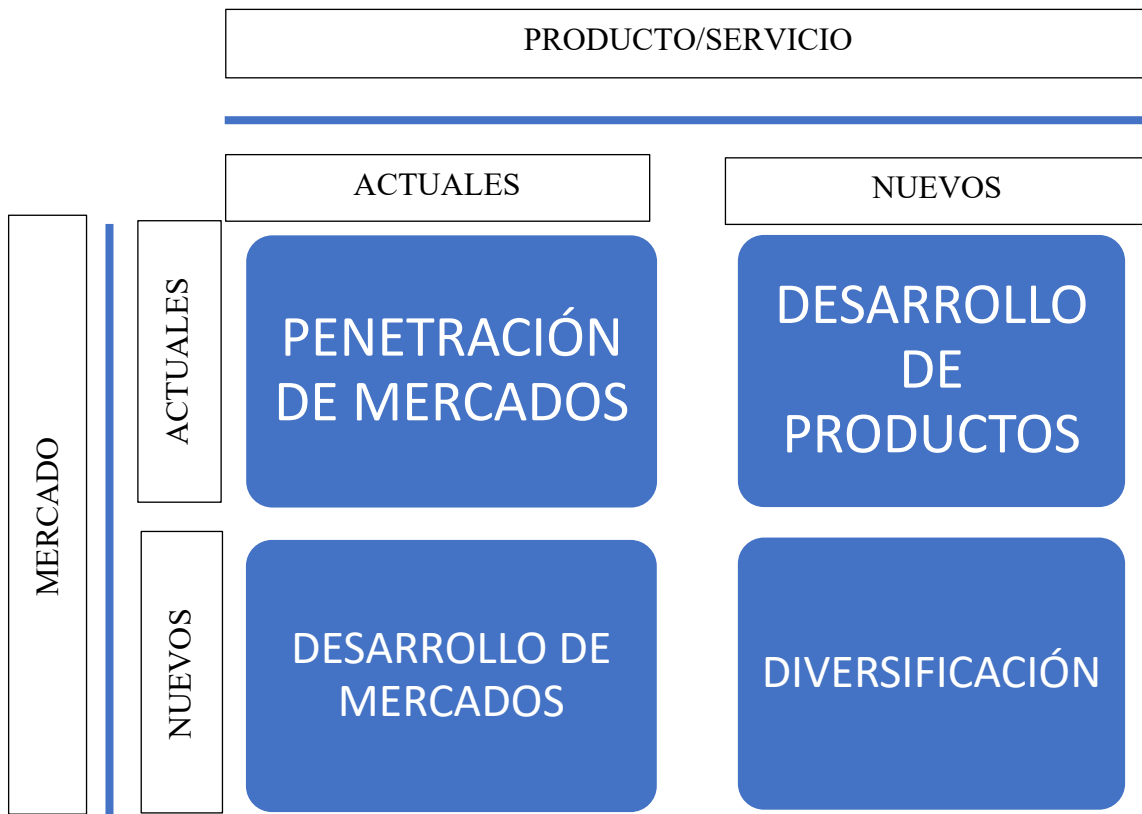 PRODUCTO/SERVICIO
ACTUALES
NUEVOS
MERCADO
ACTUALES
PENETRACIÓN
DE MERCADOS
DESARROLLO
DE
PRODUCTOS
NUEVOS
DESARROLLO DE
MERCADOS
DIVERSIFICACIÓN